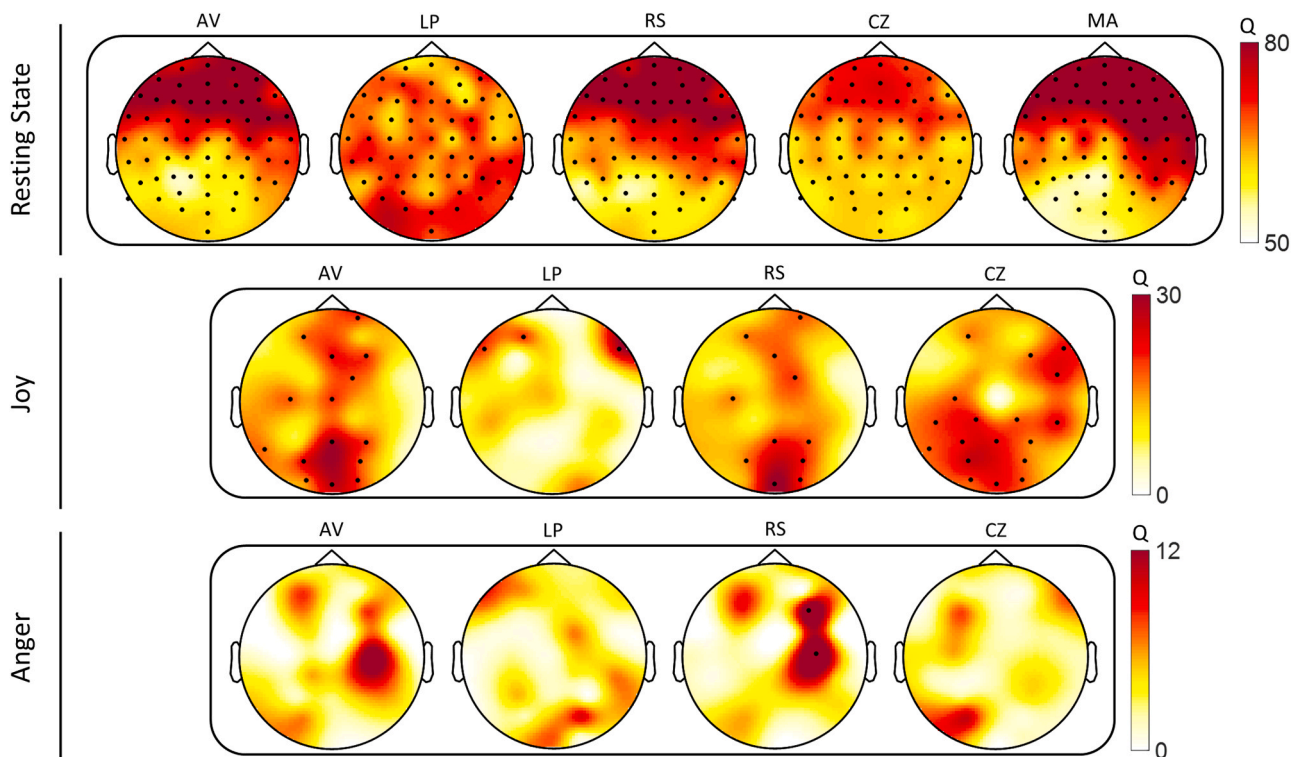 AV LP RS CZ MA Q
Resting State
80
50
AV LP RS CZ Q
Joy
30
0
AV LP RS CZ Q
Anger
12
0